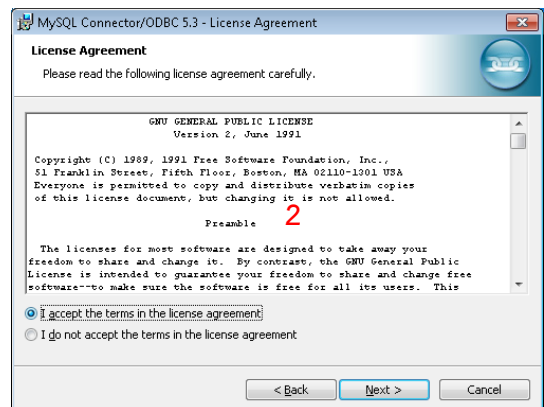 MySQL Connector/ODBC 5.3 - License Agreement
License Agreement
Please read the following license agreement carefully.
GNU GENERAL PUBLIC LICENSE
Version 2, June 1991
Copyright (C) 1989, 1991 Free Software Foundation, Inc.,
51 Franklin Street, Fifth Floor, Boston, MA 02110-1301 USA
Everyone is permitted to copy and distribute verbatim copies
of this license document, but changing it is not allowed.
2
Preamble
The licenses for most software are designed to take away your
freedom to share and change it. By contrast, the GNU General Public
License is intended to guarantee your freedom to share and change free
software--to make sure the software is free for all its users. This
I accept the terms in the license agreement
I do not accept the terms in the license agreement
< Back
Next >
Cancel